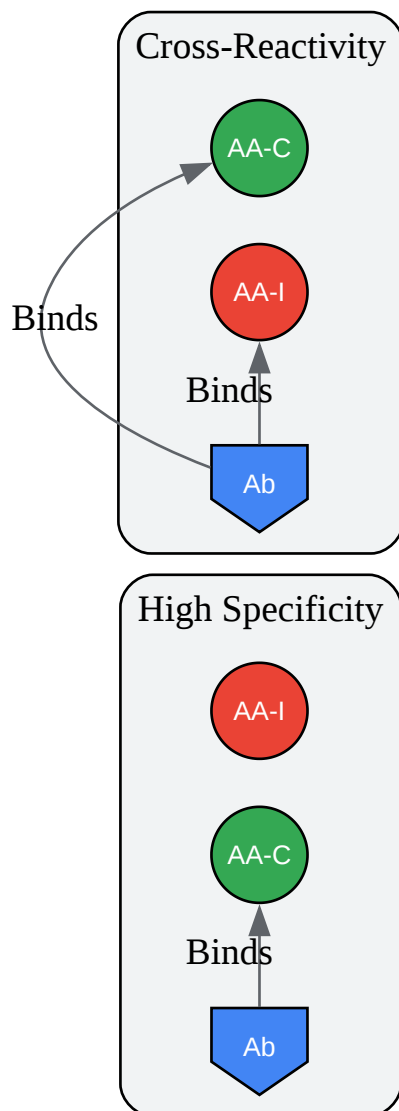 Cross-Reactivity
AA-C
AA-I
Binds
Binds
Ab
High Specificity
AA-I
AA-C
Binds
Ab